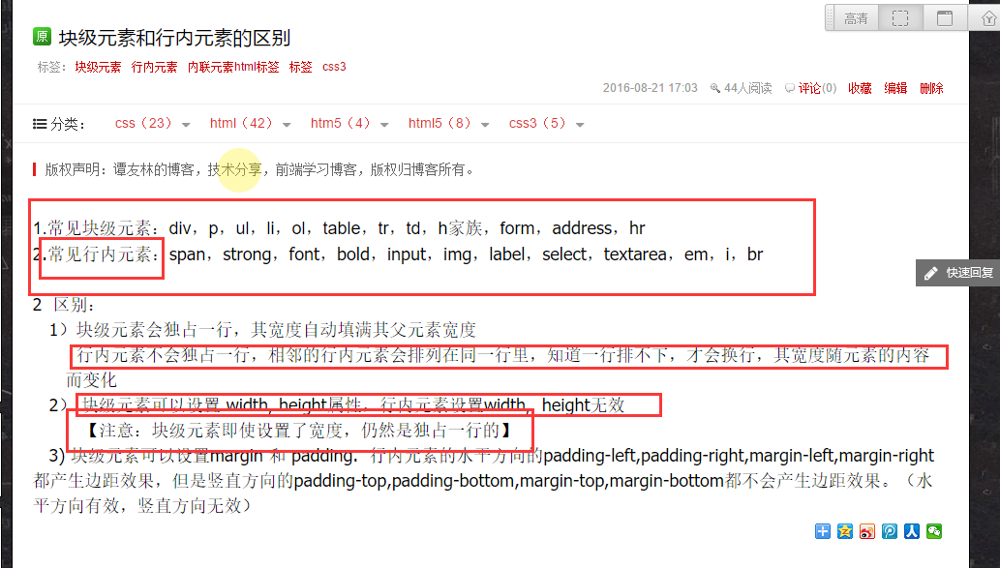 高清
原 块级元素和行内元素的区别
标签： 块级元素 行内元素 内联元素html标签 标签 css3
2016-08-21 17:03 44人阅读 评论(0) 收藏 编辑 删除
分类： css（23） html（42） htm5（4） html5（8） css3（5）
版权声明：谭友林的博客，技术分享，前端学习博客，版权归博客所有。
1.常见块级元素：div，p，ul，li，ol，table，tr，td，h家族，form，address，hr
2.常见行内元素：span，strong，font，bold，input，img，label，select，textarea，em，i，br
快速回复
2 区别：
1）块级元素会独占一行，其宽度自动填满其父元素宽度
行内元素不会独占一行，相邻的行内元素会排列在同一行里，知道一行排不下，才会换行，其宽度随元素的内容
而变化
2） 块级元素可以设置 width, height属性，行内元素设置width, height无效
【注意：块级元素即使设置了宽度，仍然是独占一行的】
3) 块级元素可以设置margin 和 padding. 行内元素的水平方向的padding-left,padding-right,margin-left,margin-right
都产生边距效果，但是竖直方向的padding-top,padding-bottom,margin-top,margin-bottom都不会产生边距效果。（水
平方向有效，竖直方向无效）